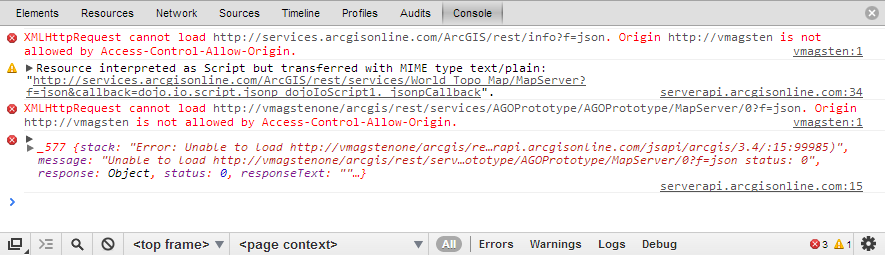 Elements Resources Network Sources Timeline Profiles Audits Console
XMLHttpRequest cannot load http://services.arcgisonline.com/ArcGIS/rest/info?f=json. Origin http://vmagsten is not
allowed by Access-Control-Allow-Origin. vmagsten:1
Resource interpreted as Script but transferred with MIME type text/plain:
"http://services.arcgisonline.com/ArcGIS/rest/services/World_Topo_Map/MapServer?
f=json&callback=dojo.io.script.jsonp_dojoIoScript1._jsonpCallback". serverapi.arcgisonline.com:34
XMLHttpRequest cannot load http://vmagstenone/arcgis/rest/services/AGOPrototype/AGOPrototype/MapServer/0?f=json. Origin
http://vmagsten is not allowed by Access-Control-Allow-Origin. vmagsten:1
_577 {stack: "Error: Unable to load http://vmagstenone/arcgis/re…rapi.arcgisonline.com/jsapi/arcgis/3.4/:15:99985)",
message: "Unable to load http://vmagstenone/arcgis/rest/serv…ototype/AGOPrototype/MapServer/0?f=json status: 0",
response: Object, status: 0, responseText: ""…}
serverapi.arcgisonline.com:15
<top frame> <page context> All Errors Warnings Logs Debug 3 1